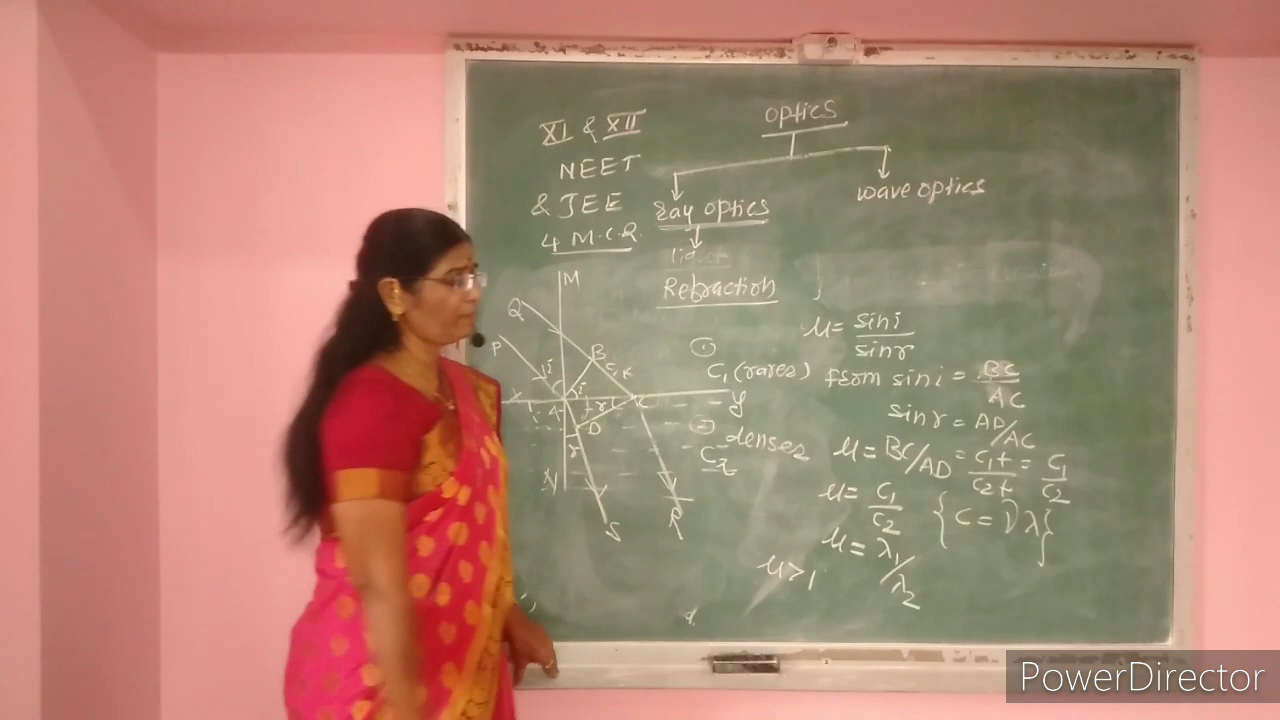 XI & XII
NEET
& JEE
4 M.C.Q.
optics
ray optics
wave optics
light
Refraction
M
Q
P
i
B
C, K
X
A
i
r
C
y
D
r
N
S
R
①
C₁ (rarer)
②
denser
C₂
μ = sin i / sin r
from sin i = BC / AC
sin r = AD/AC
μ = BC/AD = C₁t / C₂t = C₁ / C₂
μ = C₁ / C₂ { C = νλ }
μ = λ₁ / λ₂
μ > 1
PowerDirector